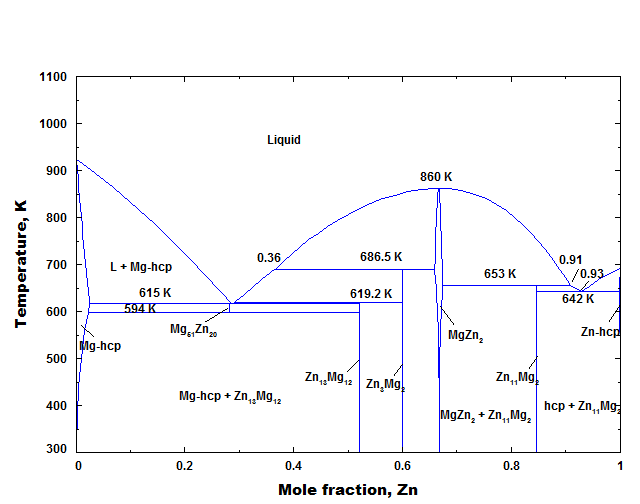 1100
1000
900
800
700
600
500
400
300
Temperature, K
Liquid
860 K
0.36
686.5 K
0.91
L + Mg-hcp
653 K
0.93
615 K
619.2 K
642 K
594 K
Mg51Zn20
MgZn2
Zn-hcp
Mg-hcp
Zn13Mg12
Zn3Mg2
Zn11Mg2
Mg-hcp + Zn13Mg12
MgZn2 + Zn11Mg2
hcp + Zn11Mg2
0
0.2
0.4
0.6
0.8
1
Mole fraction, Zn